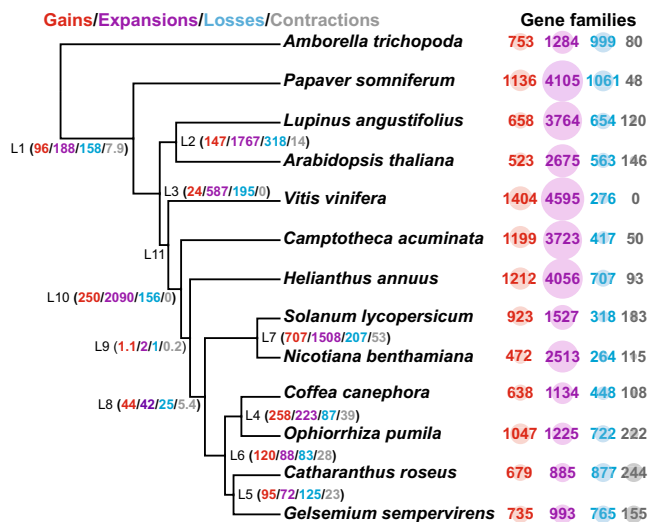 Gains/Expansions/Losses/Contractions
Gene families
Amborella trichopoda 753 1284 999 80
Papaver somniferum 1136 4105 1061 48
Lupinus angustifolius 658 3764 654 120
L2 (147/1767/318/14)
L1 (96/188/158/7.9)
Arabidopsis thaliana 523 2675 563 146
L3 (24/587/195/0)
Vitis vinifera 1404 4595 276 0
Camptotheca acuminata 1199 3723 417 50
L11
Helianthus annuus 1212 4056 707 93
L10 (250/2090/156/0)
Solanum lycopersicum 923 1527 318 183
L7 (707/1508/207/53)
L9 (1.1/2/1/0.2)
Nicotiana benthamiana 472 2513 264 115
Coffea canephora 638 1134 448 108
L8 (44/42/25/5.4)
L4 (258/223/87/39)
Ophiorrhiza pumila 1047 1225 722 222
L6 (120/88/83/28)
Catharanthus roseus 679 885 877 244
L5 (95/72/125/23)
Gelsemium sempervirens 735 993 765 155